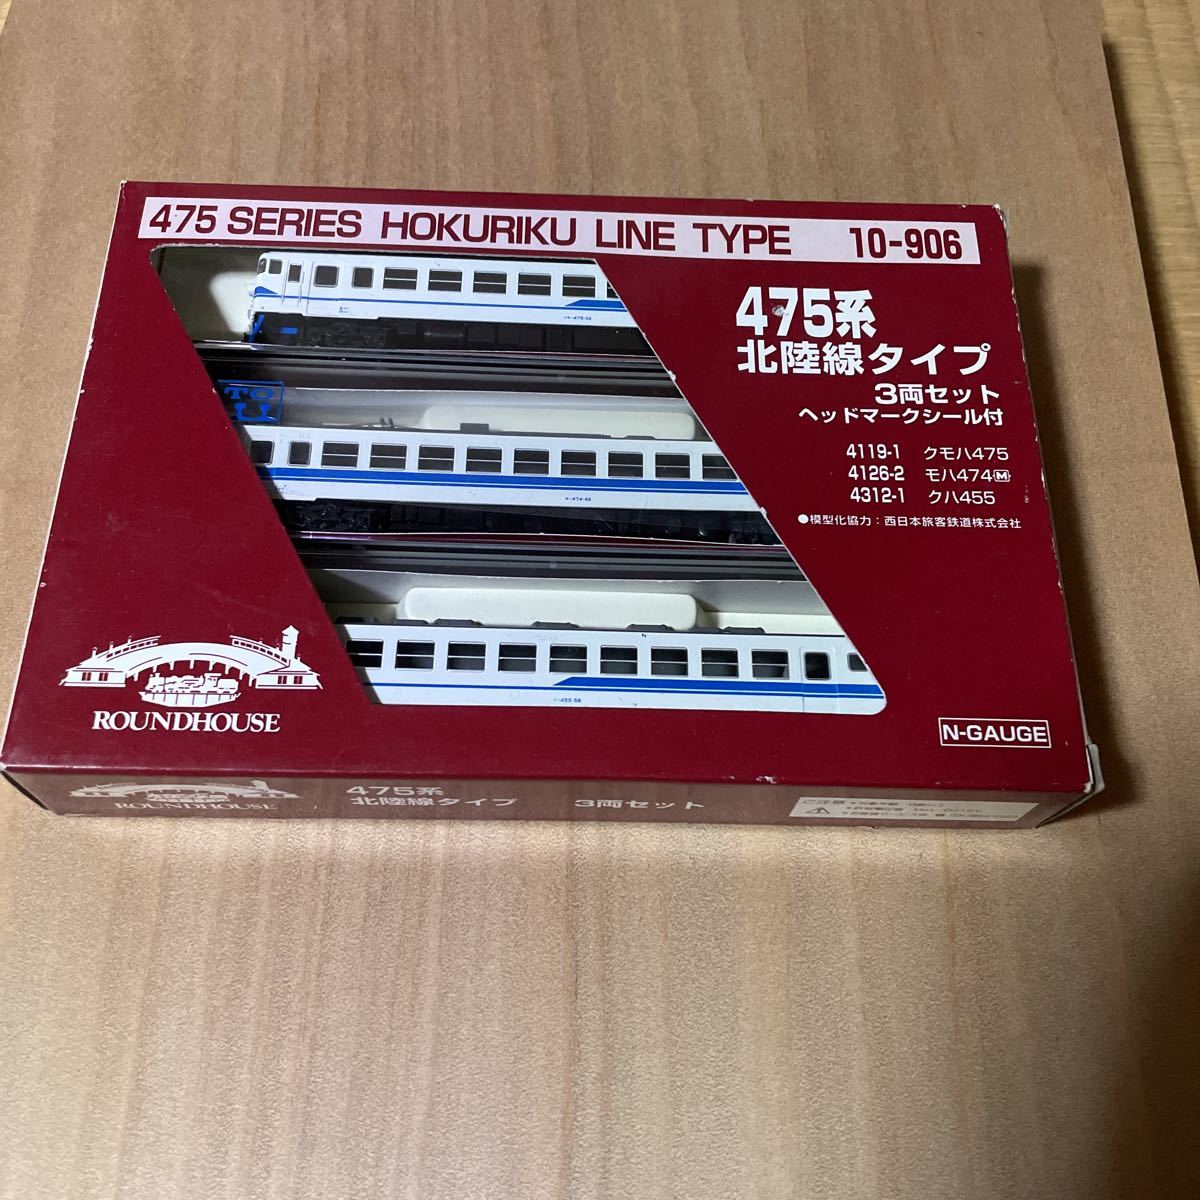 475 SERIES HOKURIKU LINE TYPE 10-906
475系
北陸線タイプ
3両セット
ヘッドマークシール付
4119-1 クモハ475
4126-2 モハ474 M
4312-1 クハ455
●模型化協力：西日本旅客鉄道株式会社
TO
ROUNDHOUSE
N-GAUGE
ROUNDHOUSE
475系
北陸線タイプ 3両セット
ご注意